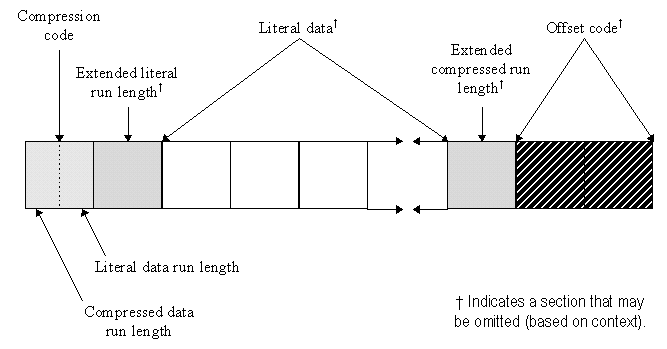 Compression
code
Literal data†
Extended
compressed run
length†
Offset code†
Extended literal
run length†
Literal data run length
Compressed data
run length
† Indicates a section that may
be omitted (based on context).